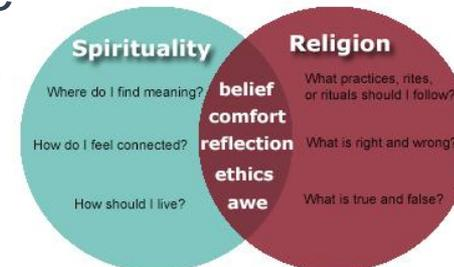 Spirituality
Where do I find meaning?
How do I feel connected?
How should I live?
belief
comfort
reflection
ethics
awe
Religion
What practices, rites,
or rituals should I follow?
What is right and wrong?
What is true and false?